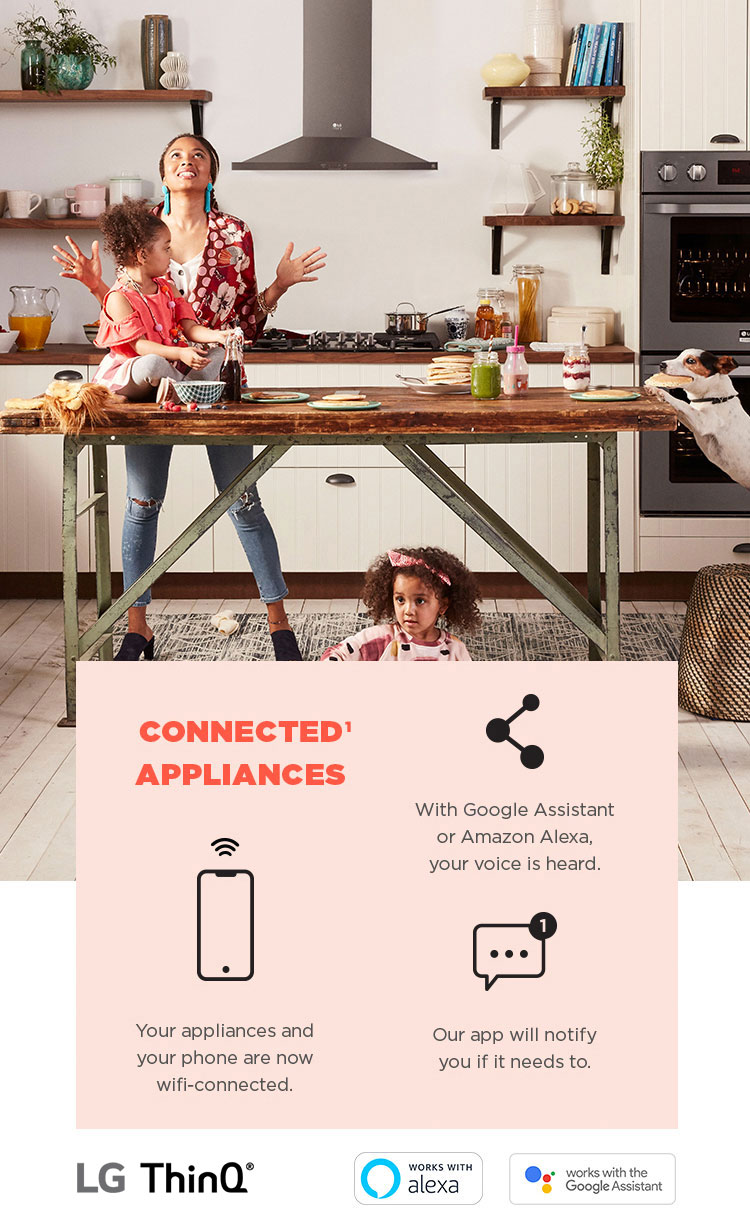 CONNECTED¹
APPLIANCES
Your appliances and
your phone are now
wifi-connected.
With Google Assistant
or Amazon Alexa,
your voice is heard.
1
Our app will notify
you if it needs to.
LG ThinQ®
WORKS WITH
alexa
works with the
Google Assistant